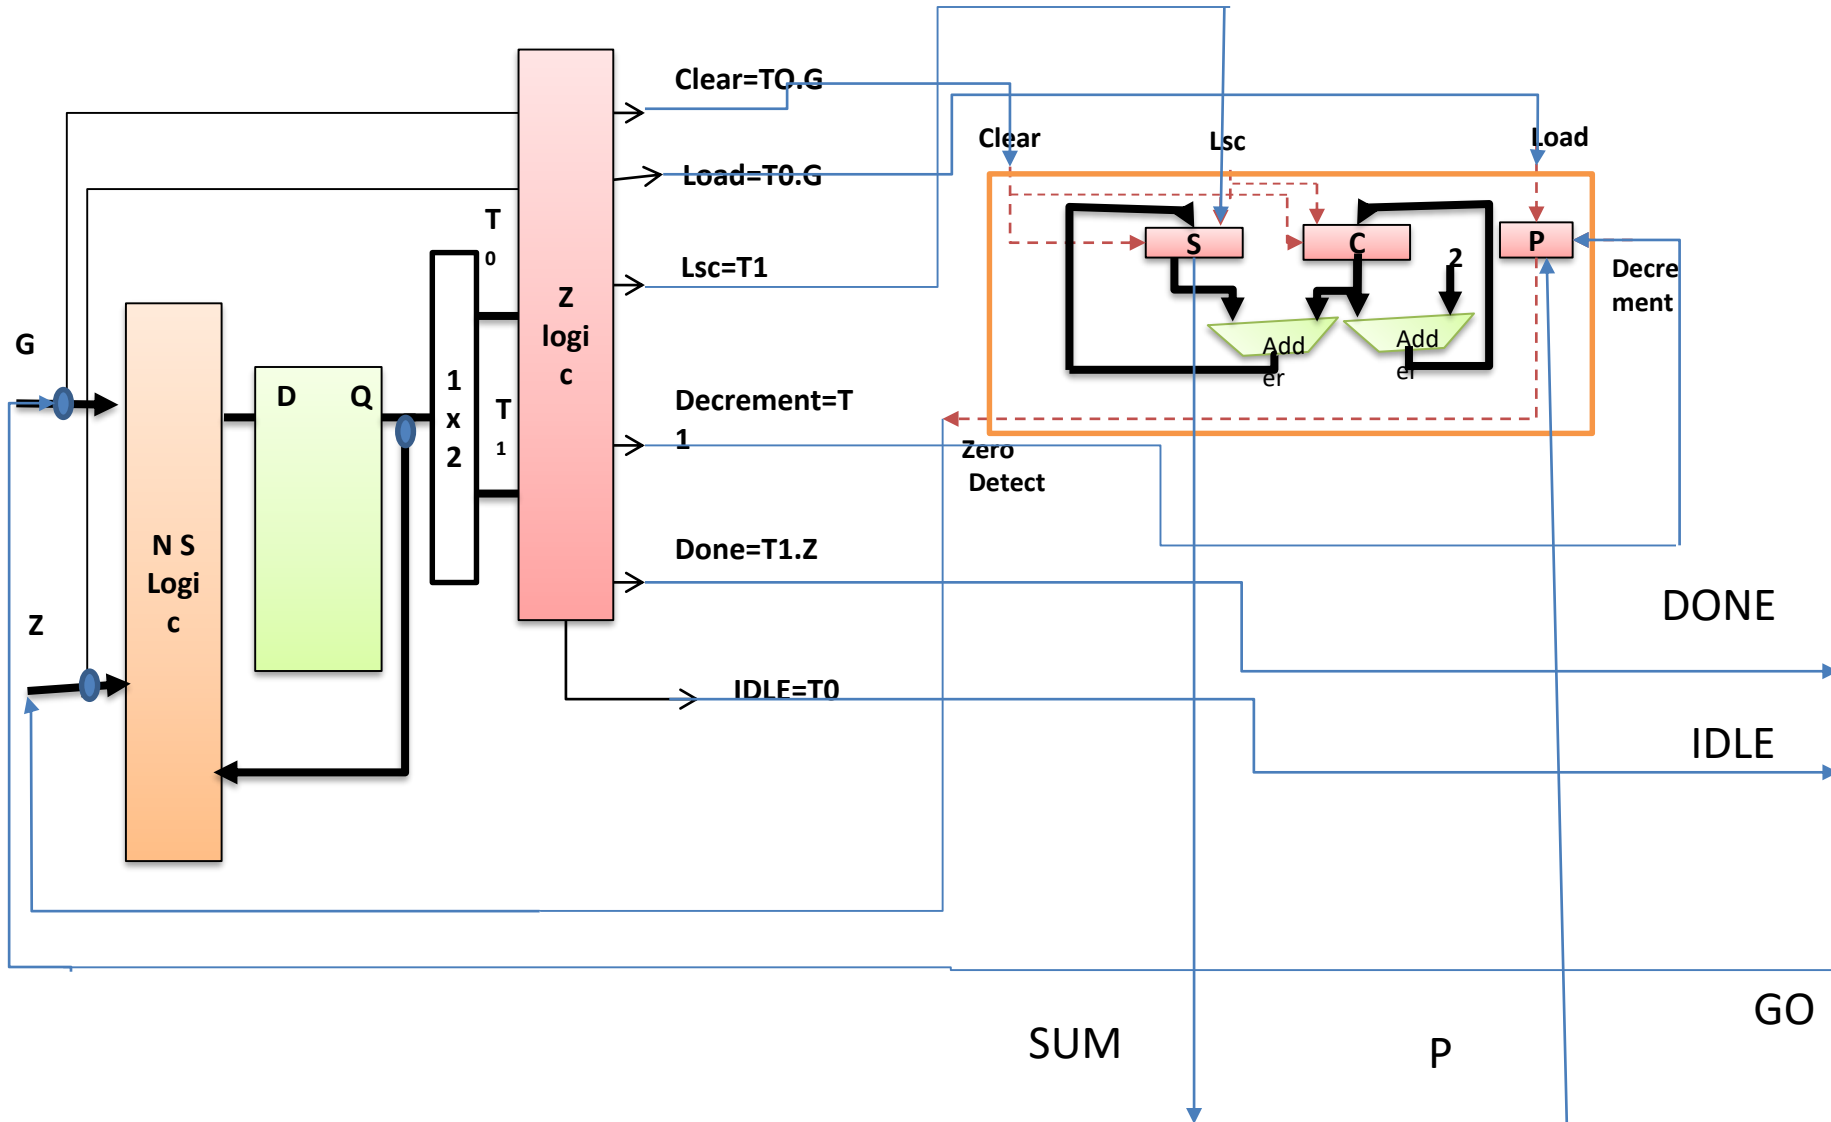 Clear=TO.G
Clear
Lsc
Load
Load=T0.G
T
0
S
C
P
2
Decre
ment
Lsc=T1
Z
logi
c
G
Add
er
Add
er
D
Q
1
x
2
T
1
Decrement=T
1
Zero
Detect
N S
Logi
c
Done=T1.Z
DONE
Z
IDLE=T0
IDLE
GO
SUM
P